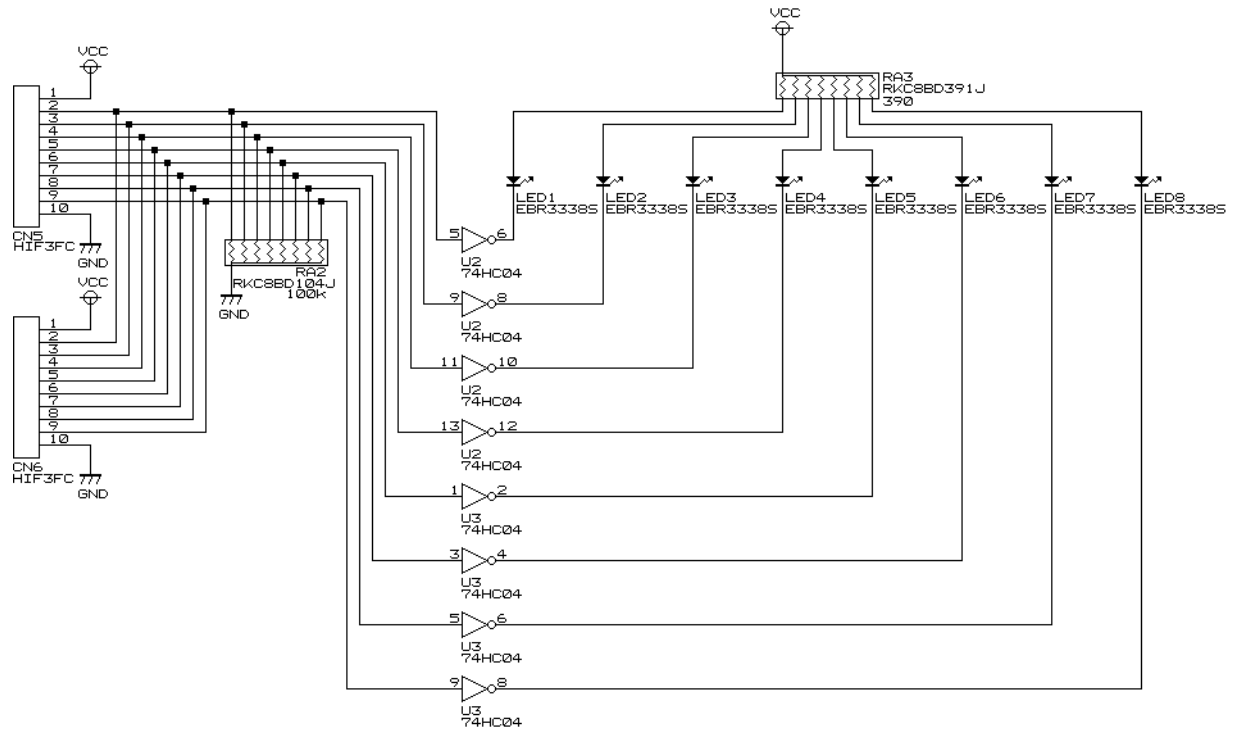 VCC
VCC
RA3
RKC8BD391J
390
1
2
3
4
5
6
7
8
9
10
CN5
HIF3FC
GND
RA2
RKC8BD104J
100k
GND
LED1
EBR3338S
LED2
EBR3338S
LED3
EBR3338S
LED4
EBR3338S
LED5
EBR3338S
LED6
EBR3338S
LED7
EBR3338S
LED8
EBR3338S
5 6
U2
74HC04
9 8
U2
74HC04
11 10
U2
74HC04
13 12
U2
74HC04
1 2
U3
74HC04
3 4
U3
74HC04
5 6
U3
74HC04
9 8
U3
74HC04
VCC
1
2
3
4
5
6
7
8
9
10
CN6
HIF3FC
GND